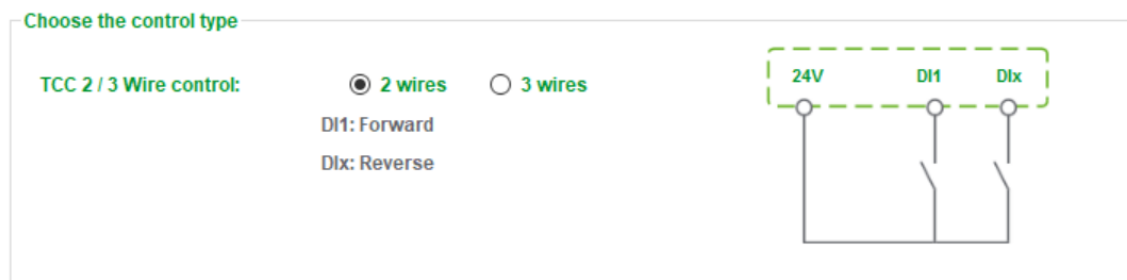 Choose the control type
TCC 2 / 3 Wire control: 2 wires 3 wires
DI1: Forward
DIx: Reverse
24V DI1 DIx